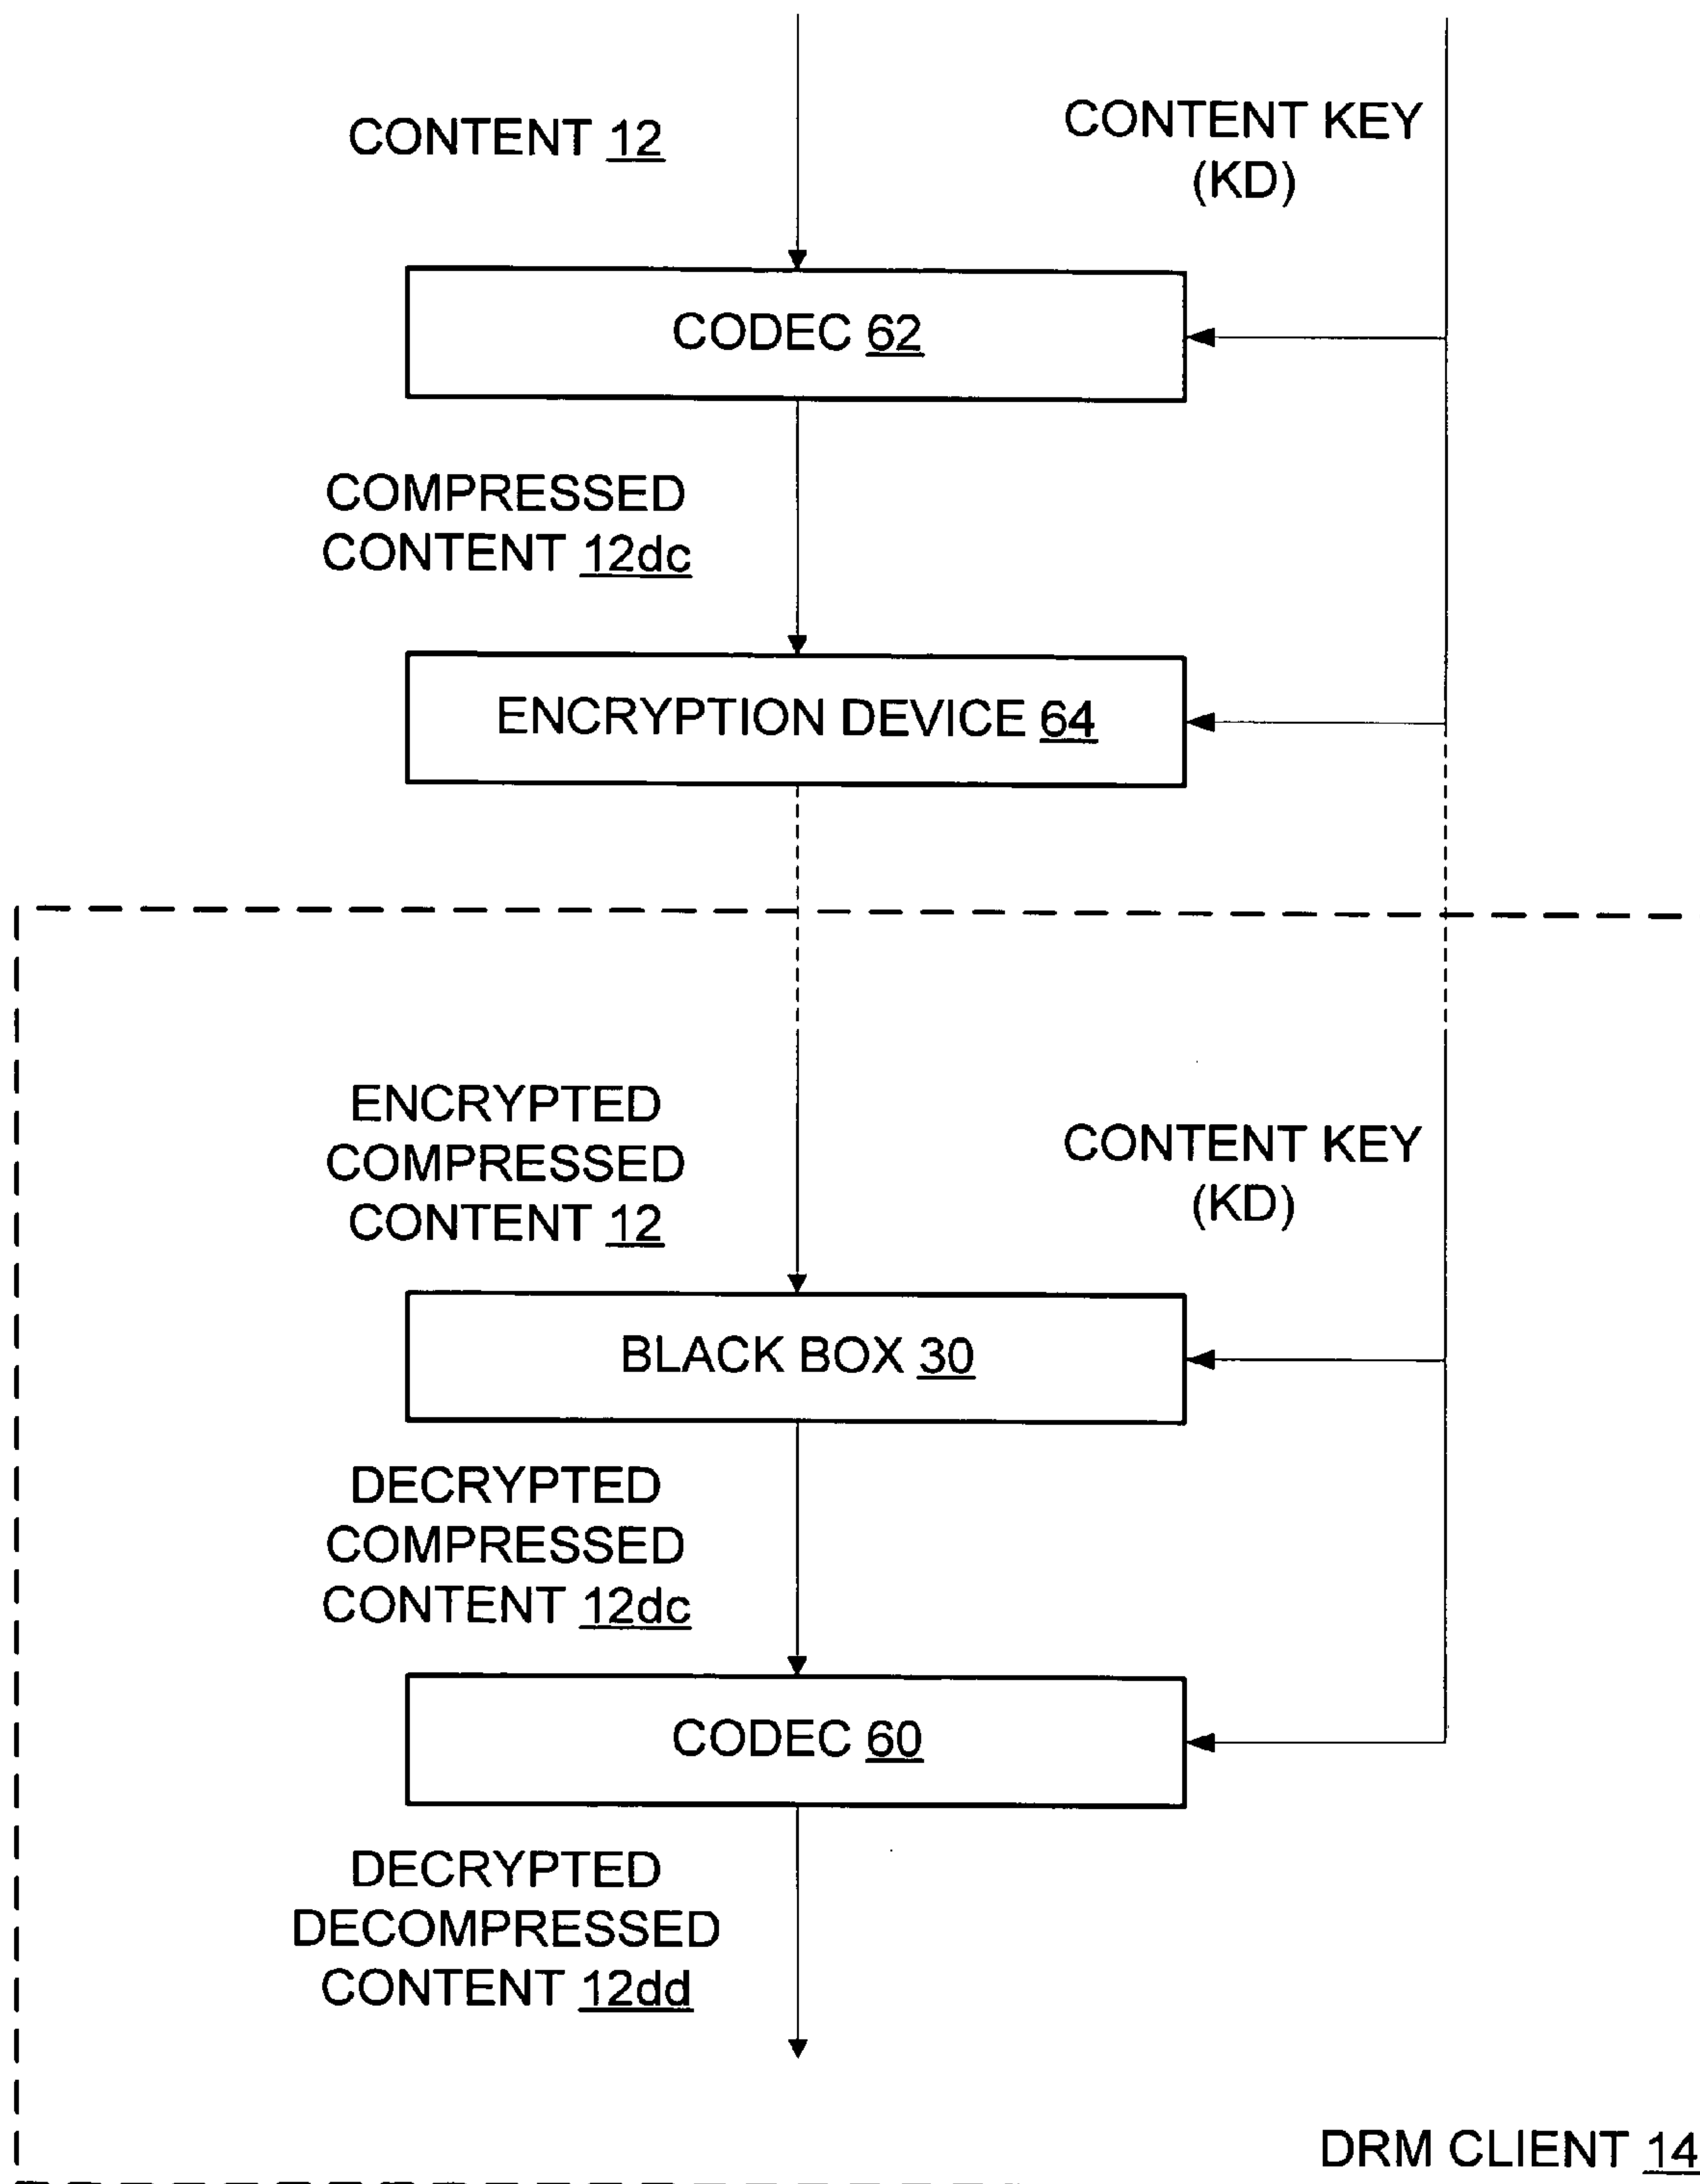 CONTENT 12
CONTENT KEY
(KD)
CODEC 62
COMPRESSED
CONTENT 12dc
ENCRYPTION DEVICE 64
ENCRYPTED
COMPRESSED
CONTENT 12
CONTENT KEY
(KD)
BLACK BOX 30
DECRYPTED
COMPRESSED
CONTENT 12dc
CODEC 60
DECRYPTED
DECOMPRESSED
CONTENT 12dd
DRM CLIENT 14